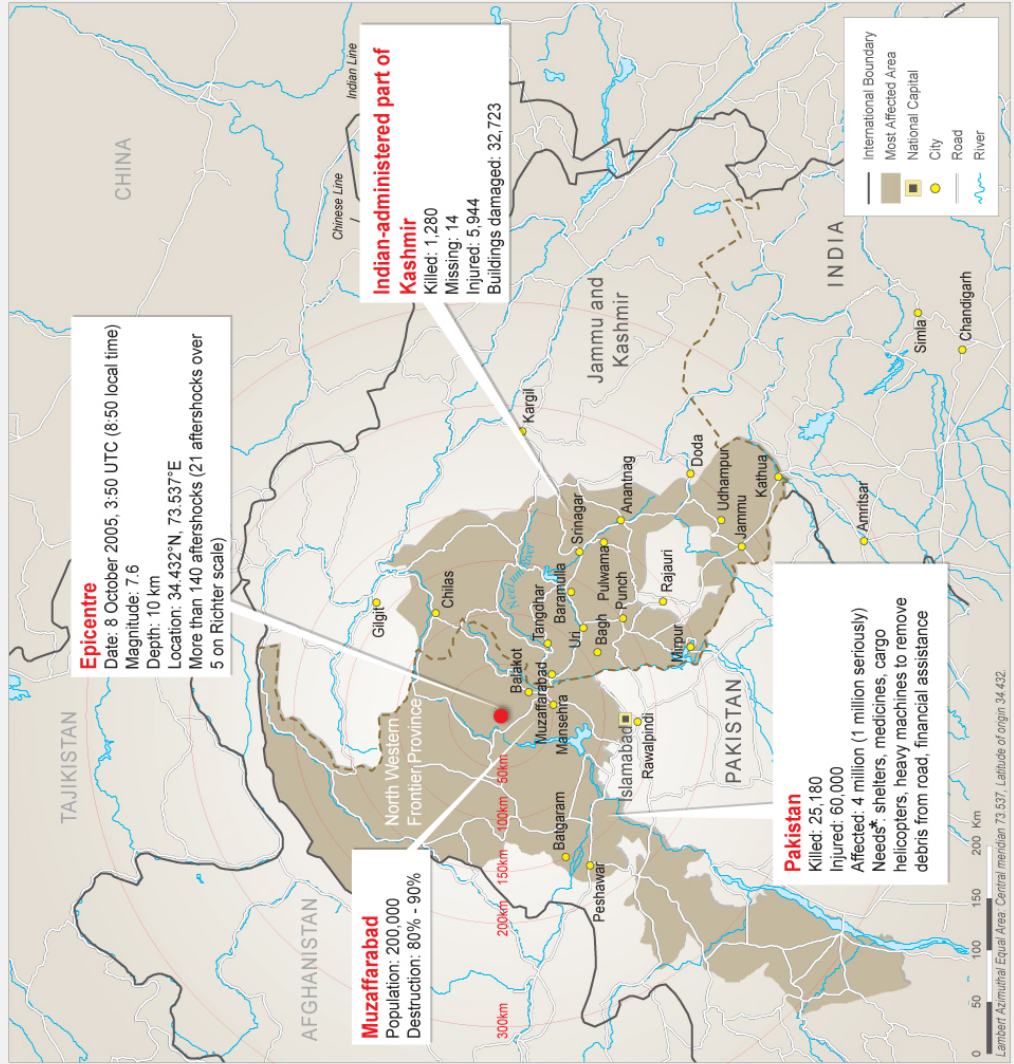 TAJIKISTAN
CHINA
AFGHANISTAN
Epicentre
Date: 8 October 2005, 3:50 UTC (8:50 local time)
Magnitude: 7.6
Depth: 10 km
Location: 34.432°N, 73.537°E
More than 140 aftershocks (21 aftershocks over
5 on Richter scale)
Chinese Line
Indian Line
Muzaffarabad
Population: 200,000
Destruction: 80% - 90%
Indian-administered part of
Kashmir
Killed: 1,280
Missing: 14
Injured: 5,944
Buildings damaged: 32,723
North Western
Frontier Province
Gilgit
Chilas
300km
200km
150km
100km
50km
Kargil
Neelum River
Balakot
Muzaffarabad
Mansehra
Tangdhar
Uri
Baramulla
Srinagar
Bagh
Pulwama
Punch
Anantnag
Batgaram
Peshawar
Islamabad
Rawalpindi
Rajauri
Mirpur
Jammu and
Kashmir
Doda
Udhampur
Jammu
Kathua
PAKISTAN
Amritsar
INDIA
Simla
Chandigarh
Pakistan
Killed: 25,180
Injured: 60,000
Affected: 4 million (1 million seriously)
Needs*: shelters, medicines, cargo
helicopters, heavy machines to remove
debris from road, financial assistance
International Boundary
Most Affected Area
National Capital
City
Road
River
0 50 100 150 200 Km
Lambert Azimuthal Equal Area: Central meridian 73.537, Latitude of origin 34.432.